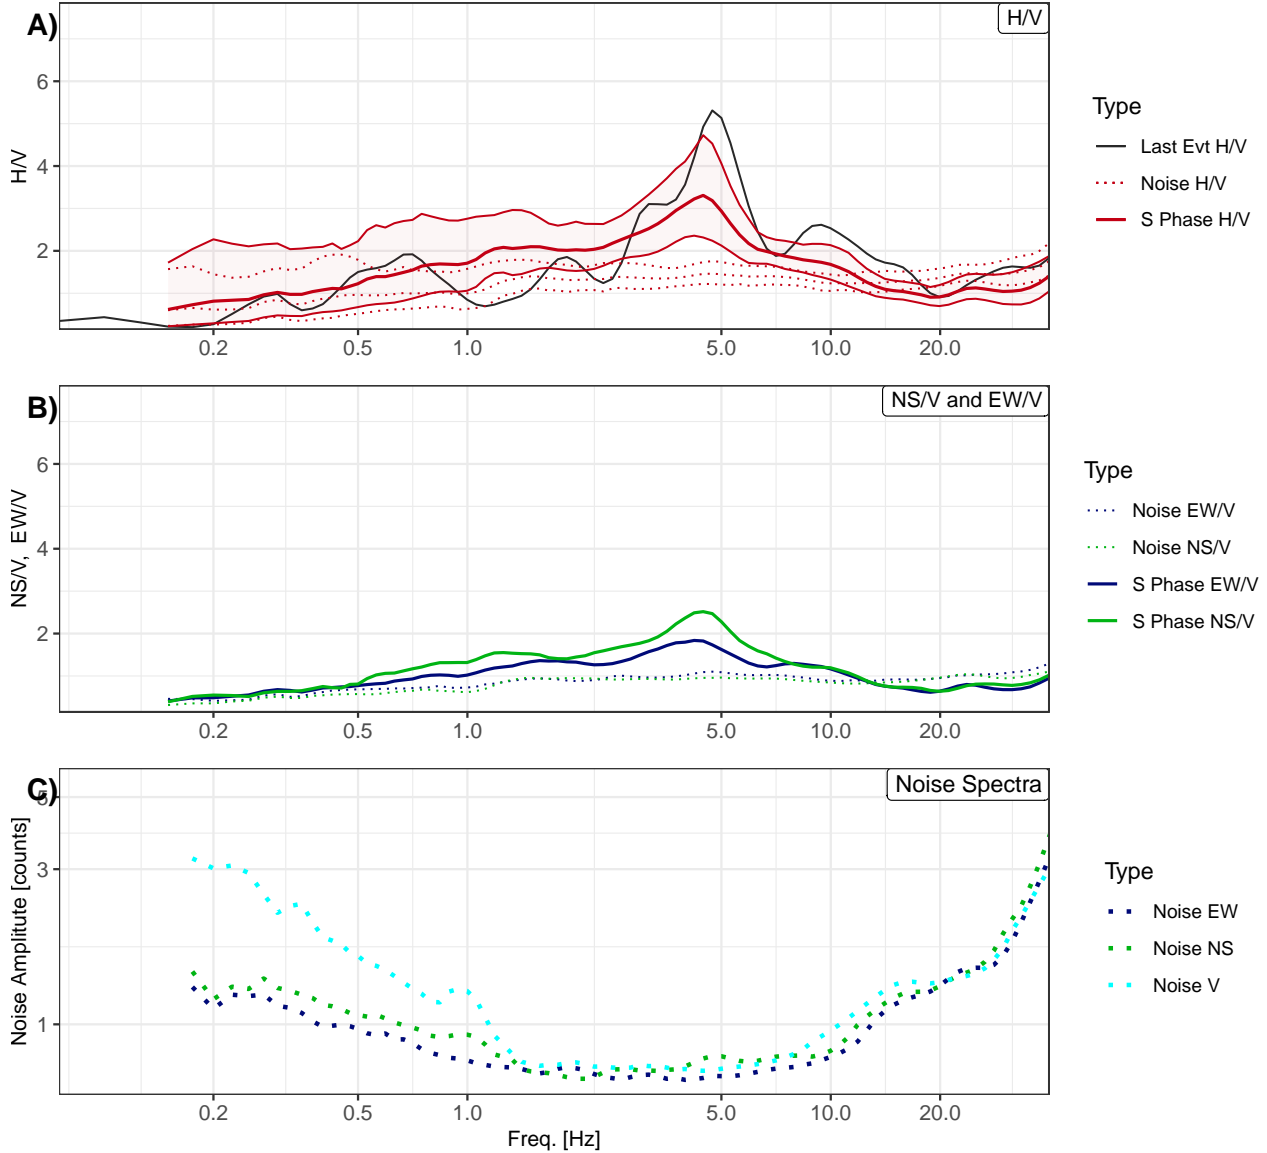 A)
H/V
6
4
2
H/V
0.2 0.5 1.0 5.0 10.0 20.0
Type
Last Evt H/V
Noise H/V
S Phase H/V
B)
NS/V and EW/V
6
4
2
NS/V, EW/V
0.2 0.5 1.0 5.0 10.0 20.0
Type
Noise EW/V
Noise NS/V
S Phase EW/V
S Phase NS/V
C)
Noise Spectra
5
3
1
Noise Amplitude [counts]
0.2 0.5 1.0 5.0 10.0 20.0
Freq. [Hz]
Type
Noise EW
Noise NS
Noise V